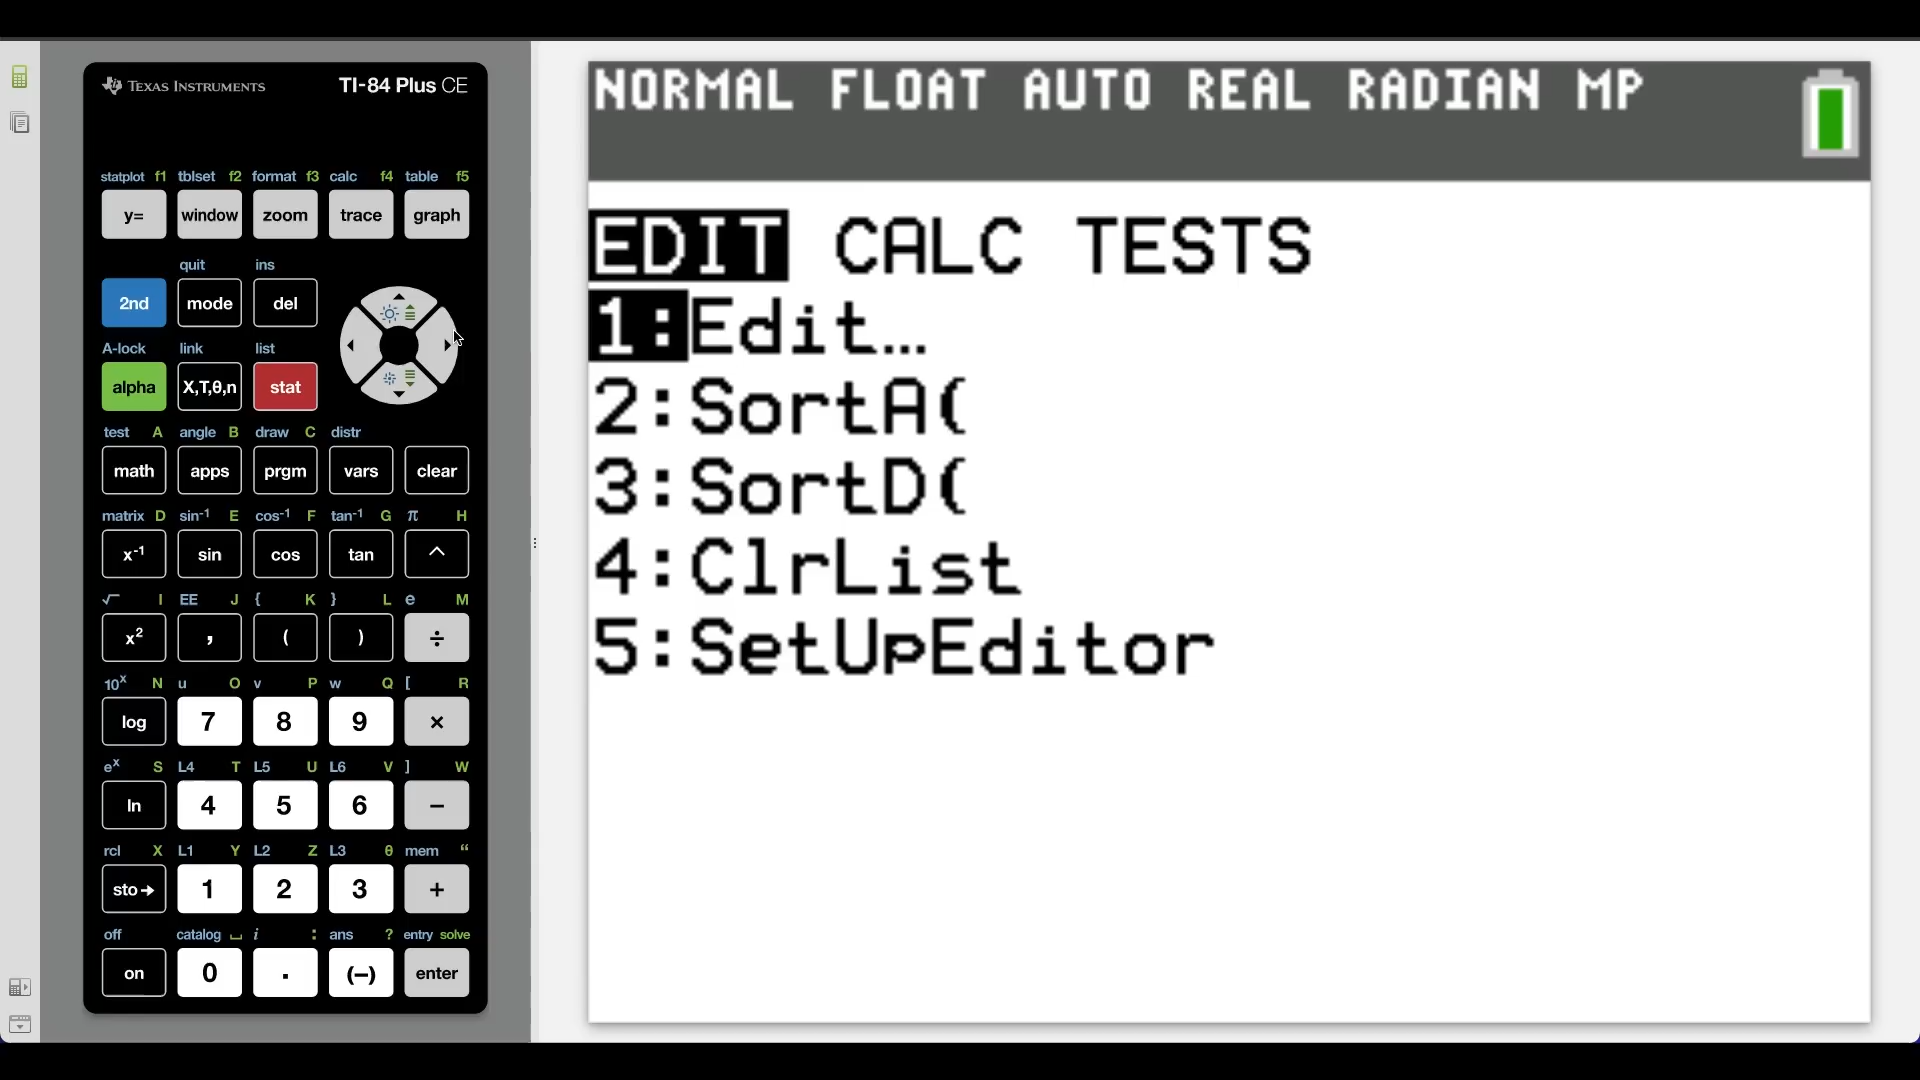 TEXAS INSTRUMENTS TI-84 Plus CE
statplot f1 tblset f2 format f3 calc f4 table f5
y= window zoom trace graph
quit ins
2nd mode del
A-lock link list
alpha X,T,θ,n stat
test A angle B draw C distr
math apps prgm vars clear
matrix D sin⁻¹ E cos⁻¹ F tan⁻¹ G π H
x⁻¹ sin cos tan ^
√ I EE J { K } L e M
x² , ( ) ÷
10ˣ N u O v P w Q [ R
log 7 8 9 ×
eˣ S L4 T L5 U L6 V ] W
ln 4 5 6 −
rcl X L1 Y L2 Z L3 θ mem “
sto→ 1 2 3 +
off catalog ⎵ i : ans ? entry solve
on 0 . (–) enter
NORMAL FLOAT AUTO REAL RADIAN MP
EDIT CALC TESTS
1:Edit…
2:SortA(
3:SortD(
4:ClrList
5:SetUpEditor